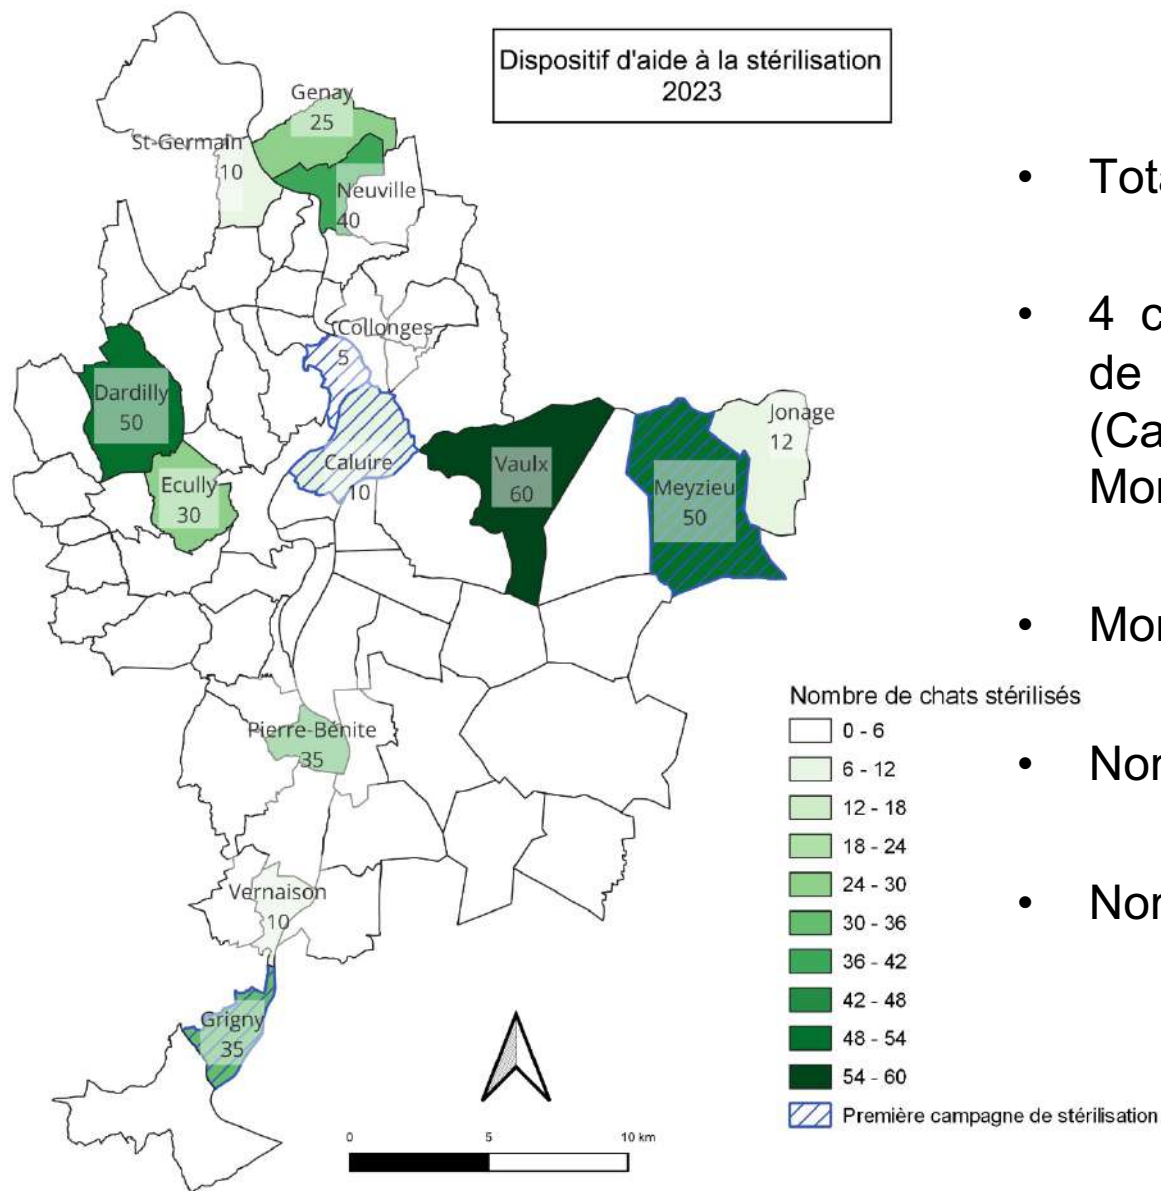 Dispositif d'aide à la stérilisation
2023
Genay
25
St-Germain
10
Neuville
40
Collonges
5
Dardilly
50
Caluire
10
Ecully
30
Vaulx
60
Meyzieu
50
Jonage
12
Pierre-Bénite
35
Vernaison
10
Grigny
35
Nombre de chats stérilisés
0 - 6
6 - 12
12 - 18
18 - 24
24 - 30
30 - 36
36 - 42
42 - 48
48 - 54
54 - 60
Première campagne de stérilisation
0 5 10 km
• Tota
• 4 c
de
(Ca
Mor
• Mor
• Nor
• Nor